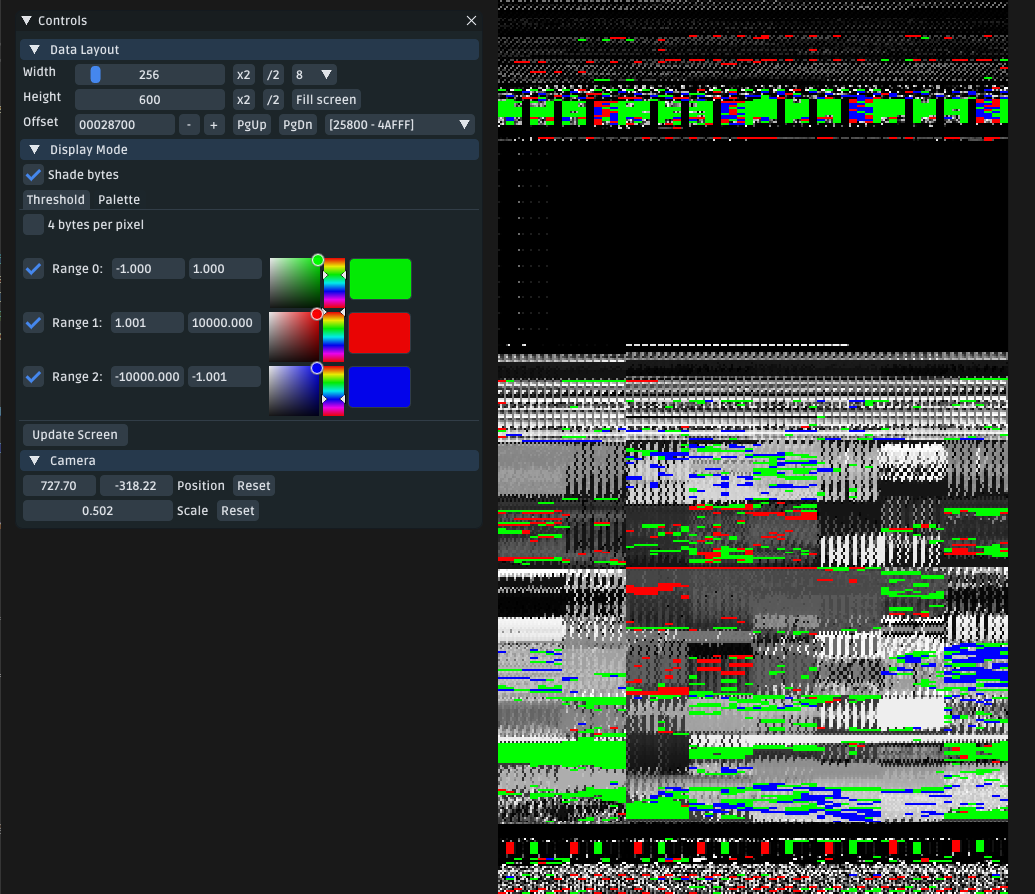 Controls
Data Layout
Width 256 x2 /2 8
Height 600 x2 /2 Fill screen
Offset 00028700 - + PgUp PgDn [25800 - 4AFFF]
Display Mode
Shade bytes
Threshold Palette
4 bytes per pixel
Range 0: -1.000 1.000
Range 1: 1.001 10000.000
Range 2: -10000.000 -1.001
Update Screen
Camera
727.70 -318.22 Position Reset
0.502 Scale Reset